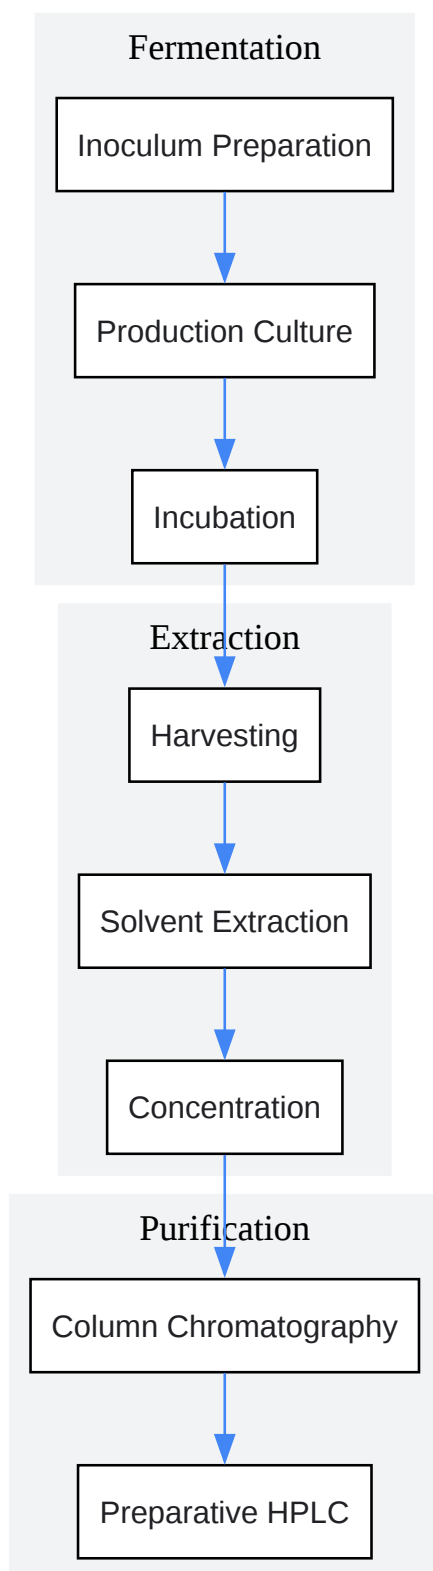 Fermentation
Inoculum Preparation
Production Culture
Incubation
Extraction
Harvesting
Solvent Extraction
Concentration
Purification
Column Chromatography
Preparative HPLC